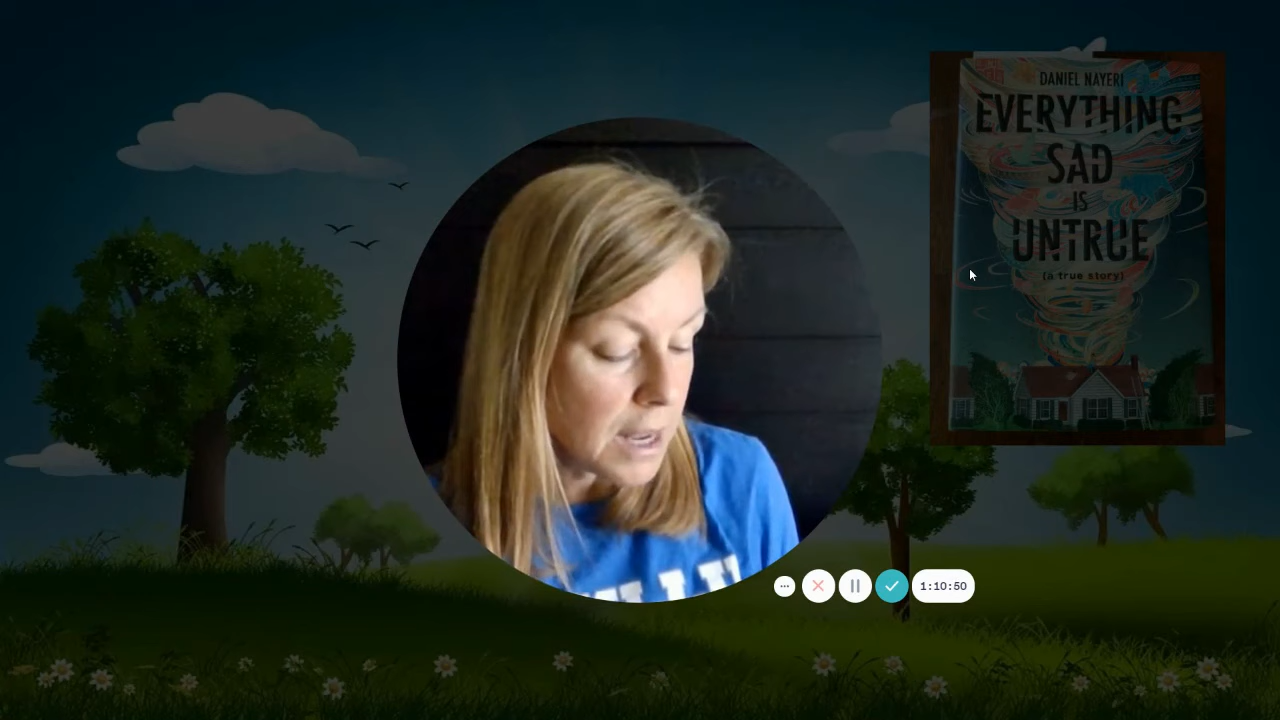 DANIEL NAYERI
EVERYTHING
SAD
IS
UNTRUE
(a true story)
1:10:50